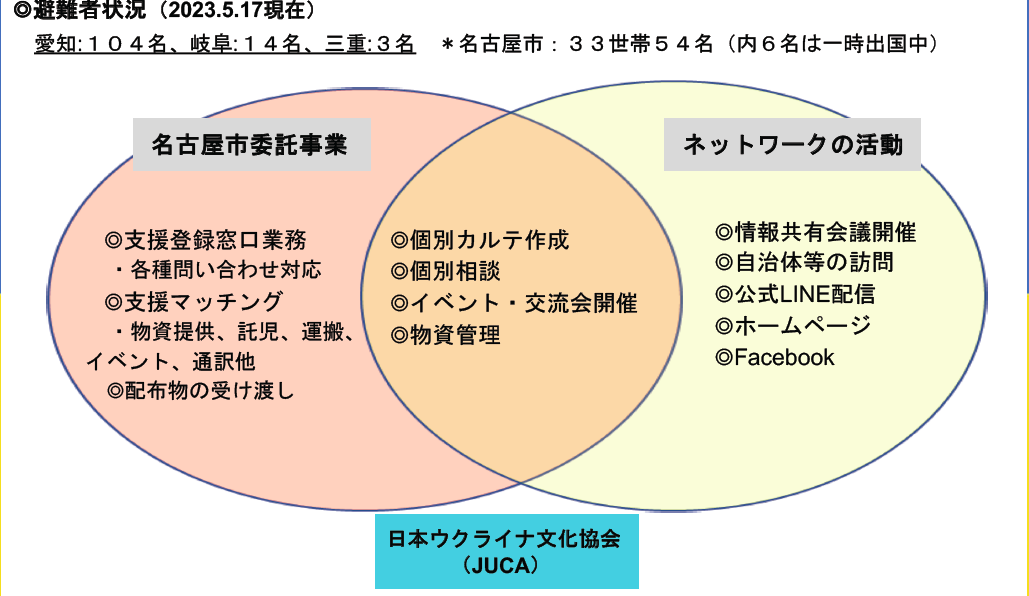 ◎避難者状況（2023.5.17現在）
愛知:１０４名、岐阜:１４名、三重:３名　＊名古屋市：３３世帯５４名（内６名は一時出国中）
名古屋市委託事業
◎支援登録窓口業務
・各種問い合わせ対応
◎支援マッチング
・物資提供、託児、運搬、
イベント、通訳他
◎配布物の受け渡し
◎個別カルテ作成
◎個別相談
◎イベント・交流会開催
◎物資管理
ネットワークの活動
◎情報共有会議開催
◎自治体等の訪問
◎公式LINE配信
◎ホームページ
◎Facebook
日本ウクライナ文化協会
（JUCA）